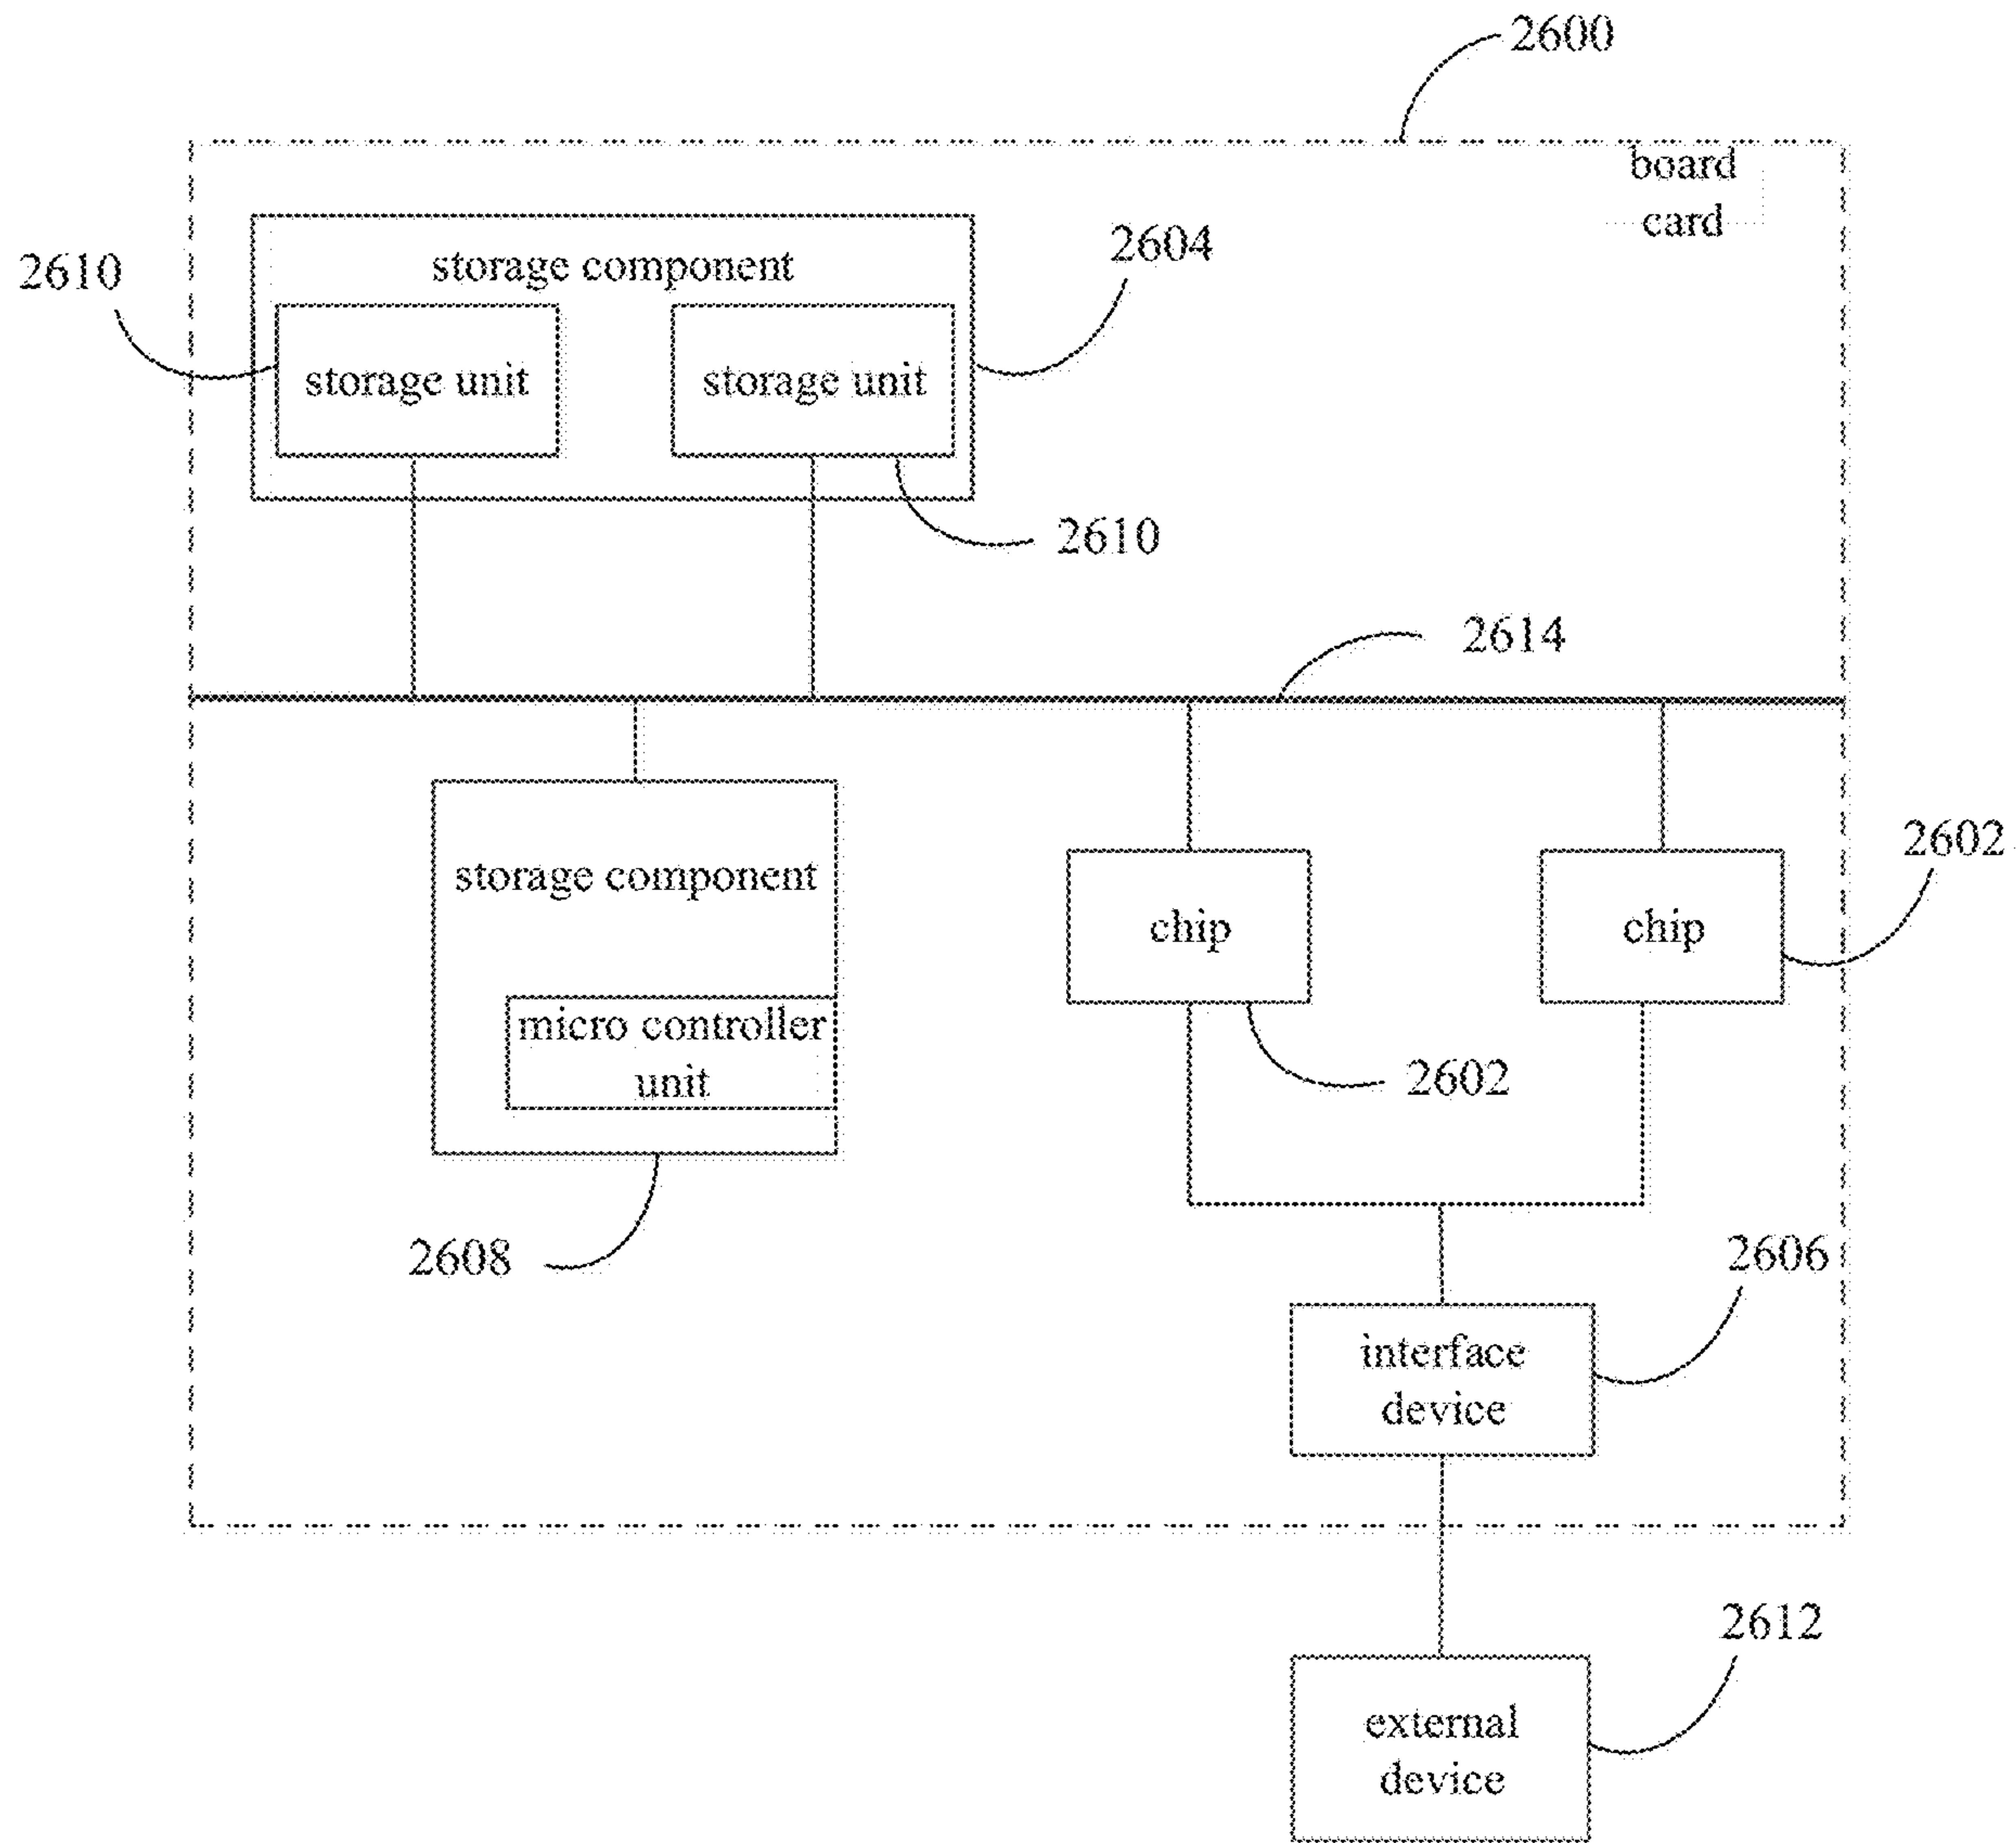 2600
board
card
2604
2610
storage component
storage unit
storage unit
2610
2614
2602
storage component
chip
chip
micro controller
unit
2602
2608
2606
interface
device
2612
external
device